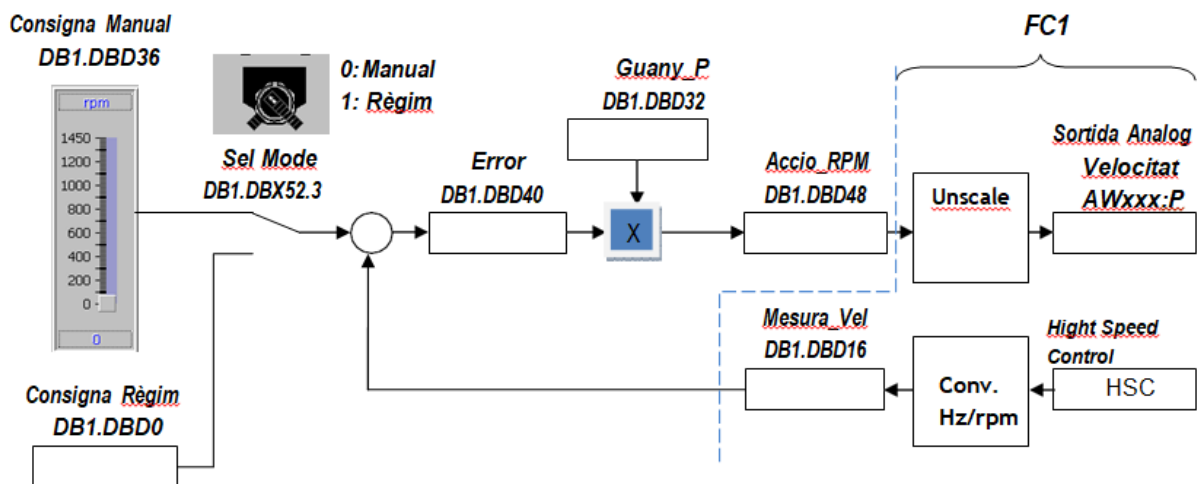 Consigna Manual
DB1.DBD36
rpm
1450
1200
1000
800
600
400
200
0
0
0: Manual
1: Règim
Sel Mode
DB1.DBX52.3
Consigna Règim
DB1.DBD0
Error
DB1.DBD40
Guany_P
DB1.DBD32
X
Accio_RPM
DB1.DBD48
FC1
Unscale
Sortida Analog
Velocitat
AWxxx:P
Mesura_Vel
DB1.DBD16
Conv.
Hz/rpm
Hight Speed
Control
HSC